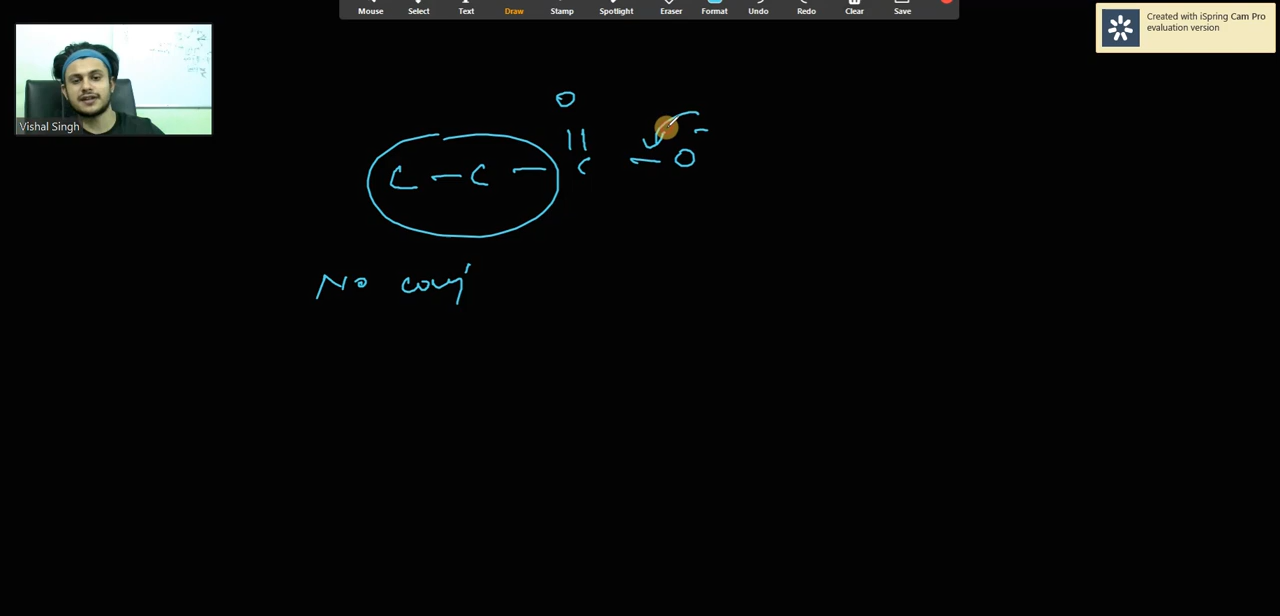 Mouse Select Text Draw Stamp Spotlight Eraser Format Undo Redo Clear Save
Created with iSpring Cam Pro
evaluation version
Vishal Singh
O
||
C — C — C — O⁻
No conj